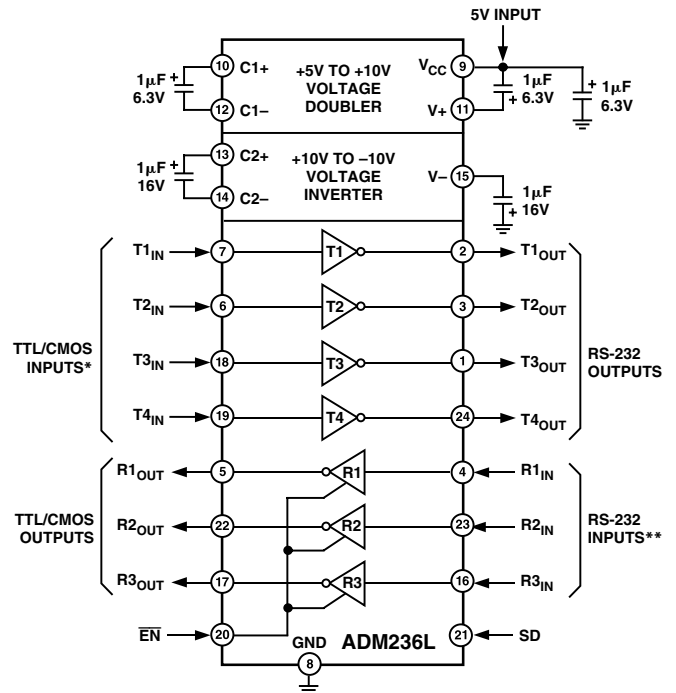 5V INPUT
1μF
6.3V
+
10
C1+
12
C1–
+5V TO +10V
VOLTAGE
DOUBLER
VCC
9
V+
11
1μF
6.3V
+
+
1μF
6.3V
1μF
16V
+
13
C2+
14
C2–
+10V TO –10V
VOLTAGE
INVERTER
V–
15
1μF
16V
+
TTL/CMOS
INPUTS*
T1IN 7 T1 2 T1OUT
T2IN 6 T2 3 T2OUT
T3IN 18 T3 1 T3OUT
T4IN 19 T4 24 T4OUT
RS-232
OUTPUTS
TTL/CMOS
OUTPUTS
R1OUT 5 R1 4 R1IN
R2OUT 22 R2 23 R2IN
R3OUT 17 R3 16 R3IN
RS-232
INPUTS**
EN 20
GND
8
ADM236L
21 SD